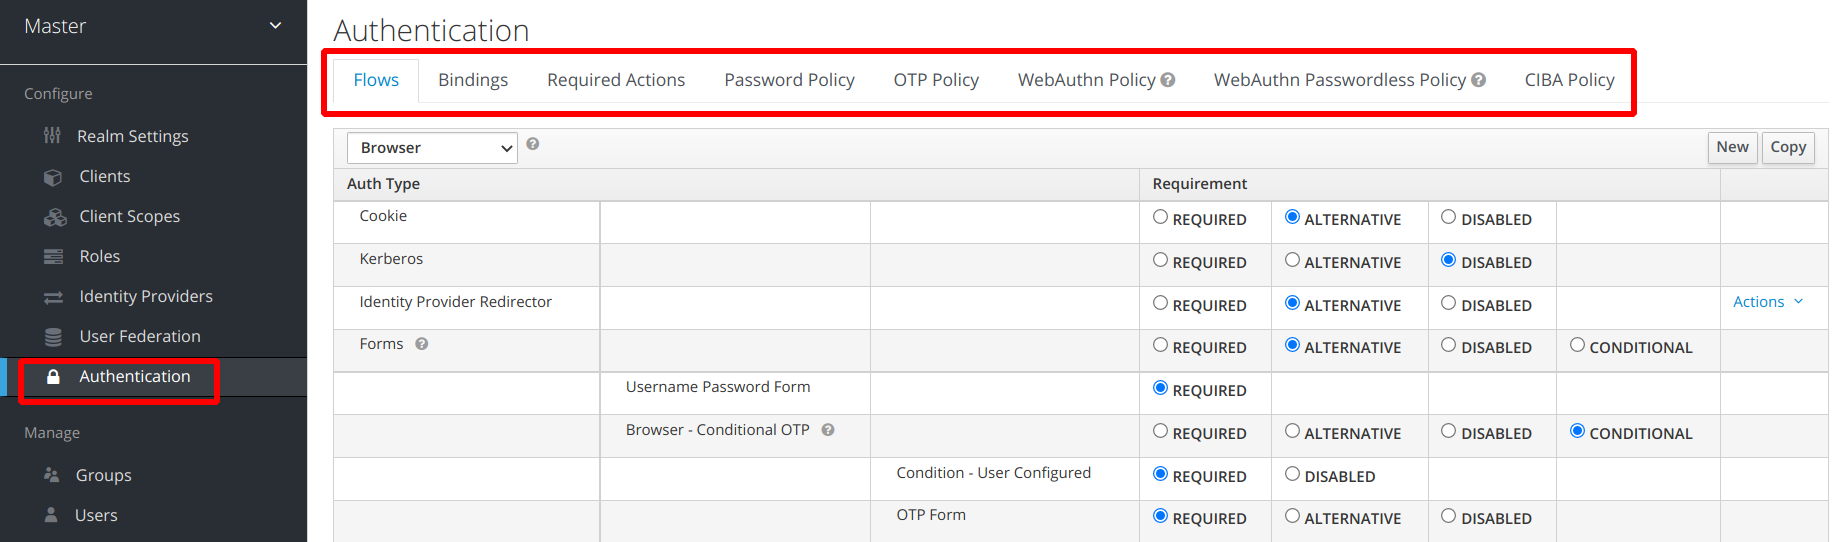 Master
Configure
Realm Settings
Clients
Client Scopes
Roles
Identity Providers
User Federation
Authentication
Manage
Groups
Users
Authentication
Flows Bindings Required Actions Password Policy OTP Policy WebAuthn Policy ? WebAuthn Passwordless Policy ? CIBA Policy
Browser ? New Copy
Auth Type Requirement
Cookie REQUIRED ALTERNATIVE DISABLED
Kerberos REQUIRED ALTERNATIVE DISABLED
Identity Provider Redirector REQUIRED ALTERNATIVE DISABLED Actions
Forms ? REQUIRED ALTERNATIVE DISABLED CONDITIONAL
Username Password Form REQUIRED
Browser - Conditional OTP ? REQUIRED ALTERNATIVE DISABLED CONDITIONAL
Condition - User Configured REQUIRED DISABLED
OTP Form REQUIRED ALTERNATIVE DISABLED